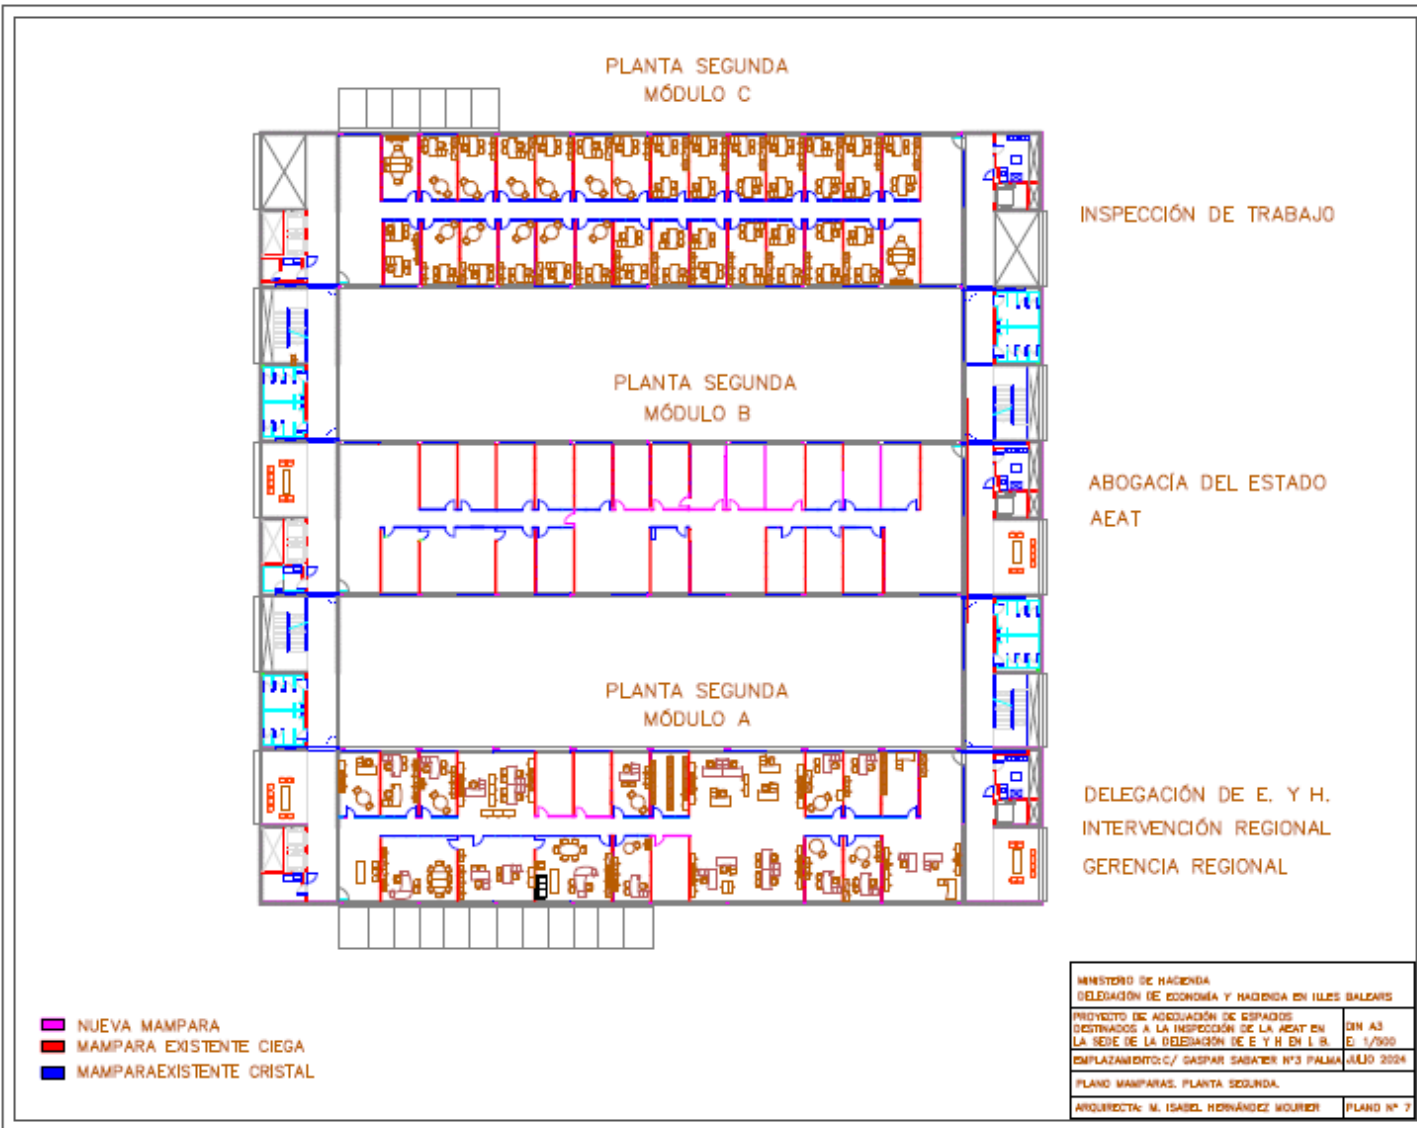 PLANTA SEGUNDA
MÓDULO C
INSPECCIÓN DE TRABAJO
PLANTA SEGUNDA
MÓDULO B
ABOGACÍA DEL ESTADO
AEAT
PLANTA SEGUNDA
MÓDULO A
DELEGACIÓN DE E. Y H.
INTERVENCIÓN REGIONAL
GERENCIA REGIONAL
NUEVA MAMPARA
MAMPARA EXISTENTE CIEGA
MAMPARAEXISTENTE CRISTAL
MINISTERIO DE HACIENDA
DELEGACIÓN DE ECONOMÍA Y HACIENDA EN ILLES BALEARS
PROYECTO DE ADECUACIÓN DE ESPACIOS
DESTINADOS A LA INSPECCIÓN DE LA AEAT EN
LA SEDE DE LA DELEGACIÓN DE E Y H EN I. B.
DIN A3
E: 1/500
EMPLAZAMIENTO: C/ GASPAR SABATER Nº3 PALMA
JULIO 2024
PLANO MAMPARAS. PLANTA SEGUNDA.
ARQUIRECTA: M. ISABEL HERNÁNDEZ MOURIER
PLANO Nº 7